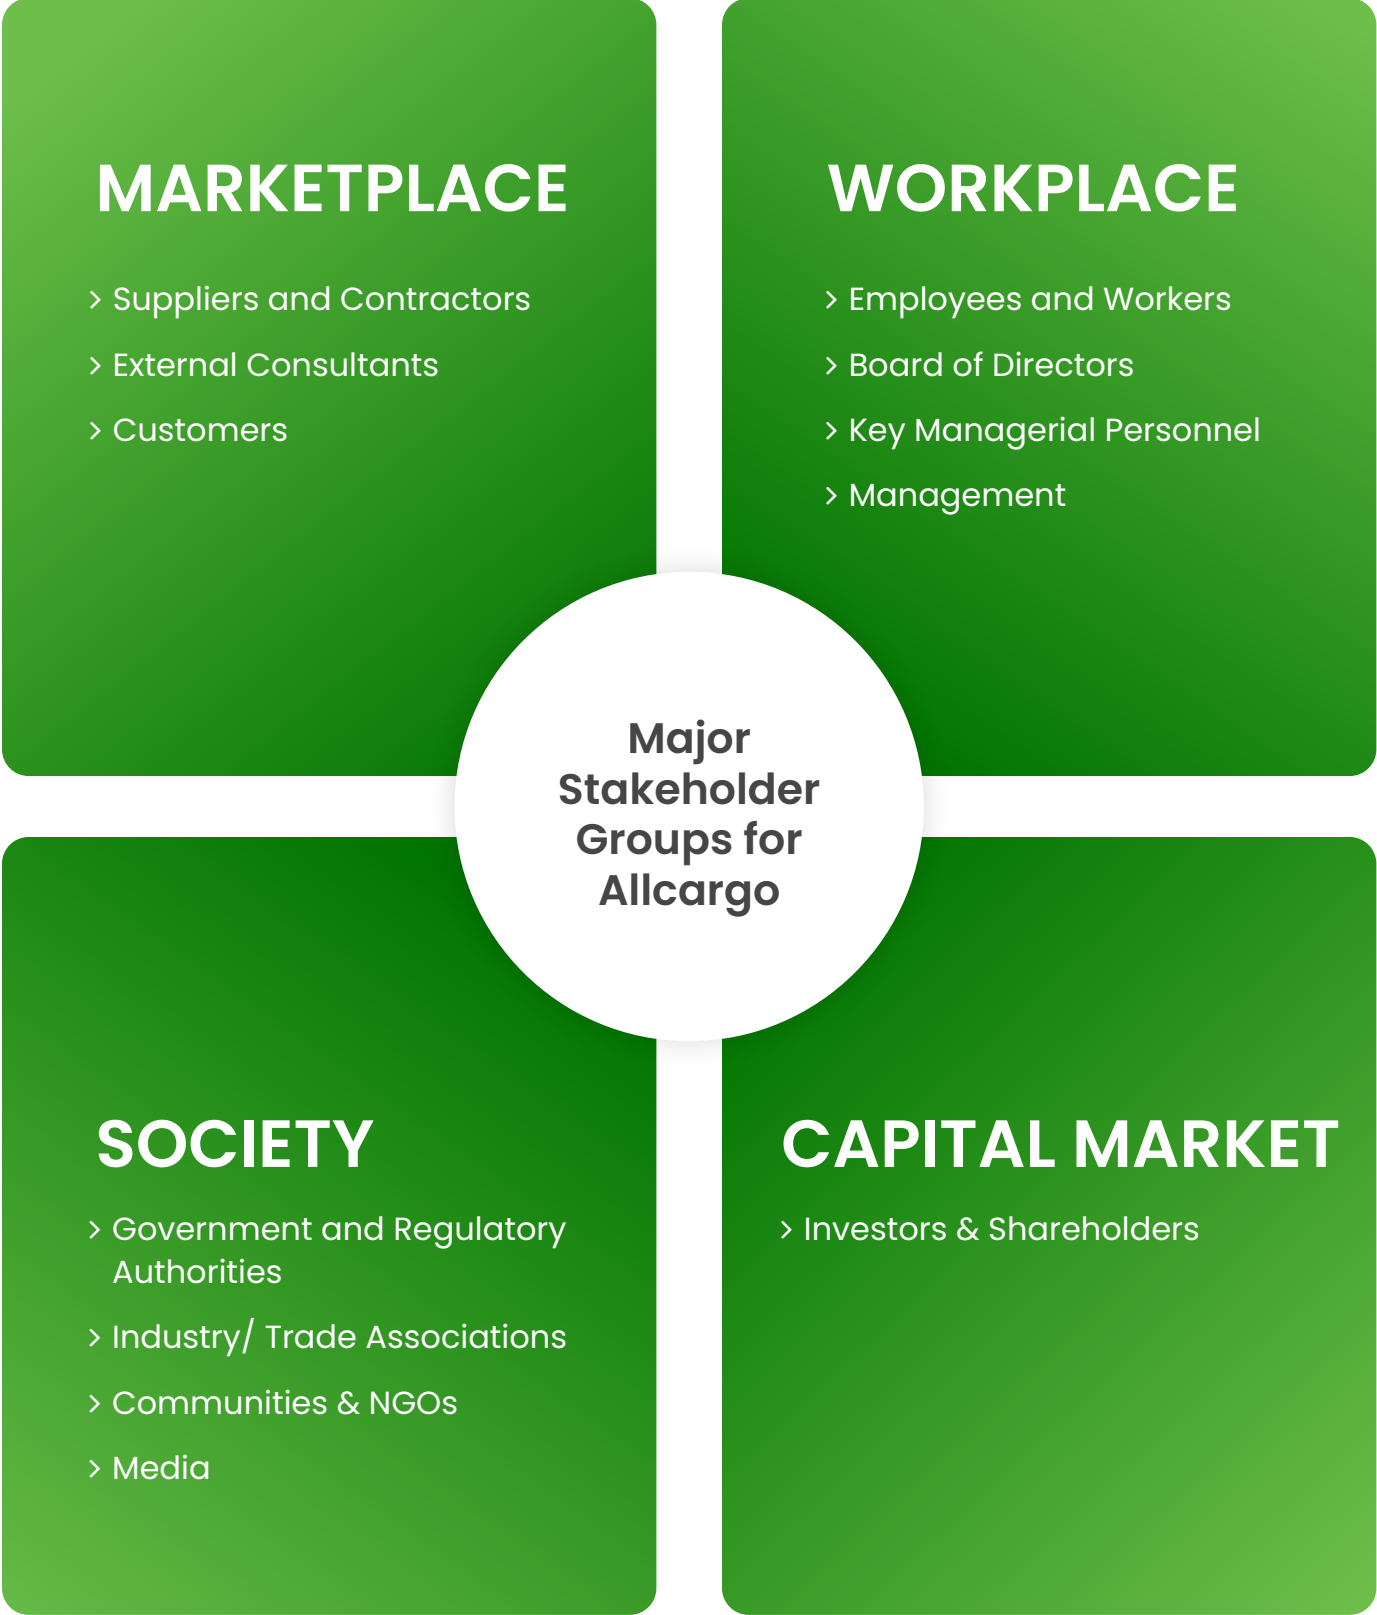 MARKETPLACE
Suppliers and Contractors
External Consultants
Customers
WORKPLACE
Employees and Workers
Board of Directors
Key Managerial Personnel
Management
Major
Stakeholder
Groups for
Allcargo
SOCIETY
Government and Regulatory
Authorities
Industry/ Trade Associations
Communities & NGOs
Media
CAPITAL MARKET
Investors & Shareholders